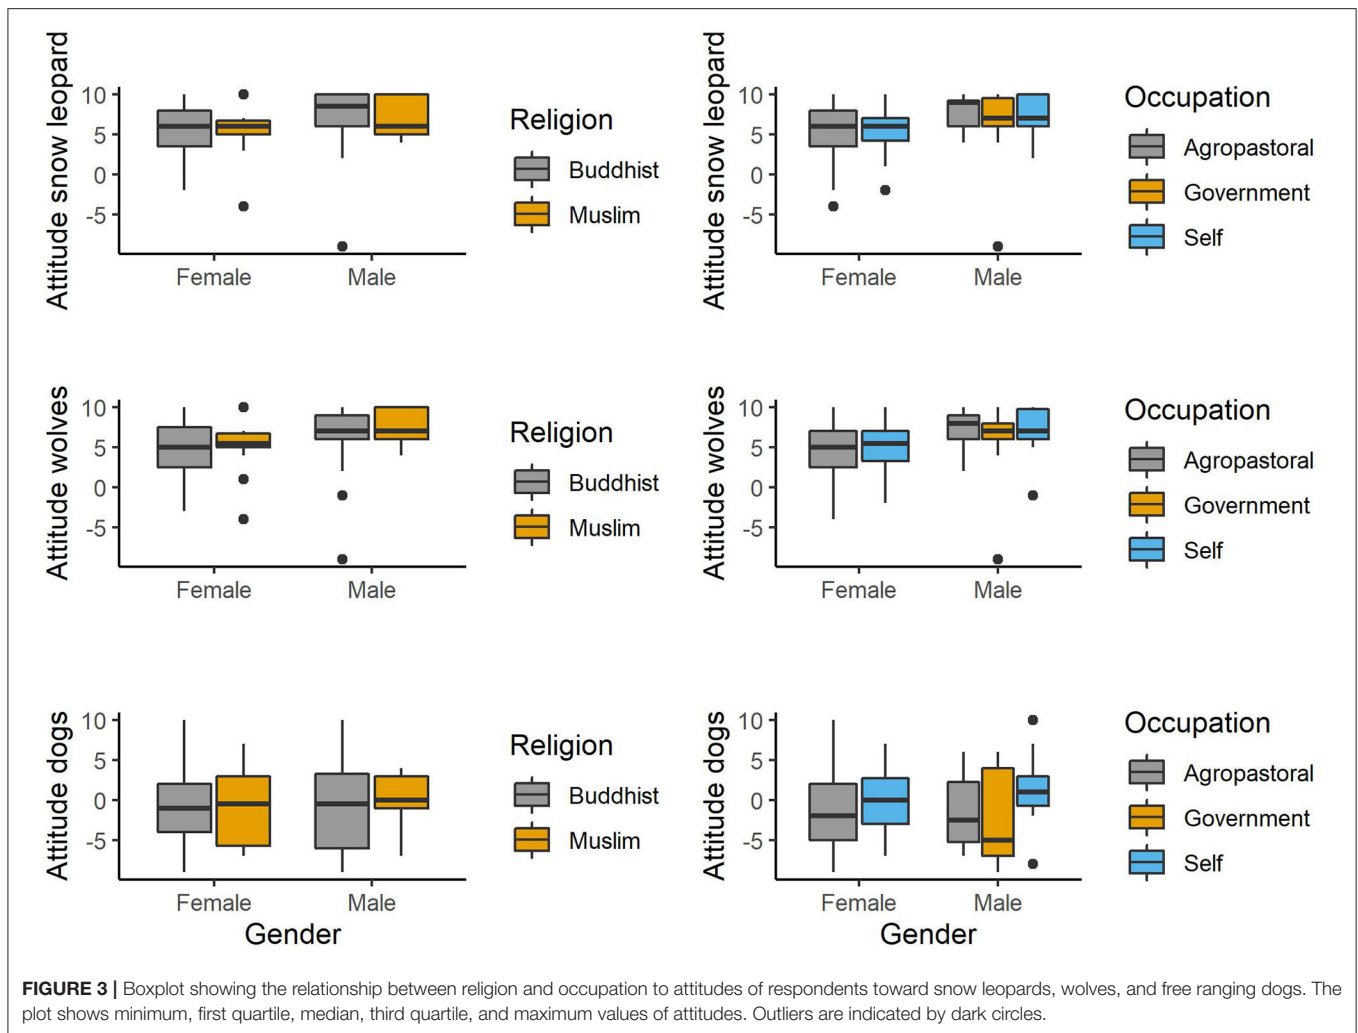 Attitude snow leopard
10
5
0
-5
Female
Male
Religion
Buddhist
Muslim
Attitude snow leopard
10
5
0
-5
Female
Male
Occupation
Agropastoral
Government
Self
Attitude wolves
10
5
0
-5
Female
Male
Religion
Buddhist
Muslim
Attitude wolves
10
5
0
-5
Female
Male
Occupation
Agropastoral
Government
Self
Attitude dogs
10
5
0
-5
Female
Male
Gender
Religion
Buddhist
Muslim
Attitude dogs
10
5
0
-5
Female
Male
Gender
Occupation
Agropastoral
Government
Self
FIGURE 3 | Boxplot showing the relationship between religion and occupation to attitudes of respondents toward snow leopards, wolves, and free ranging dogs. The
plot shows minimum, first quartile, median, third quartile, and maximum values of attitudes. Outliers are indicated by dark circles.